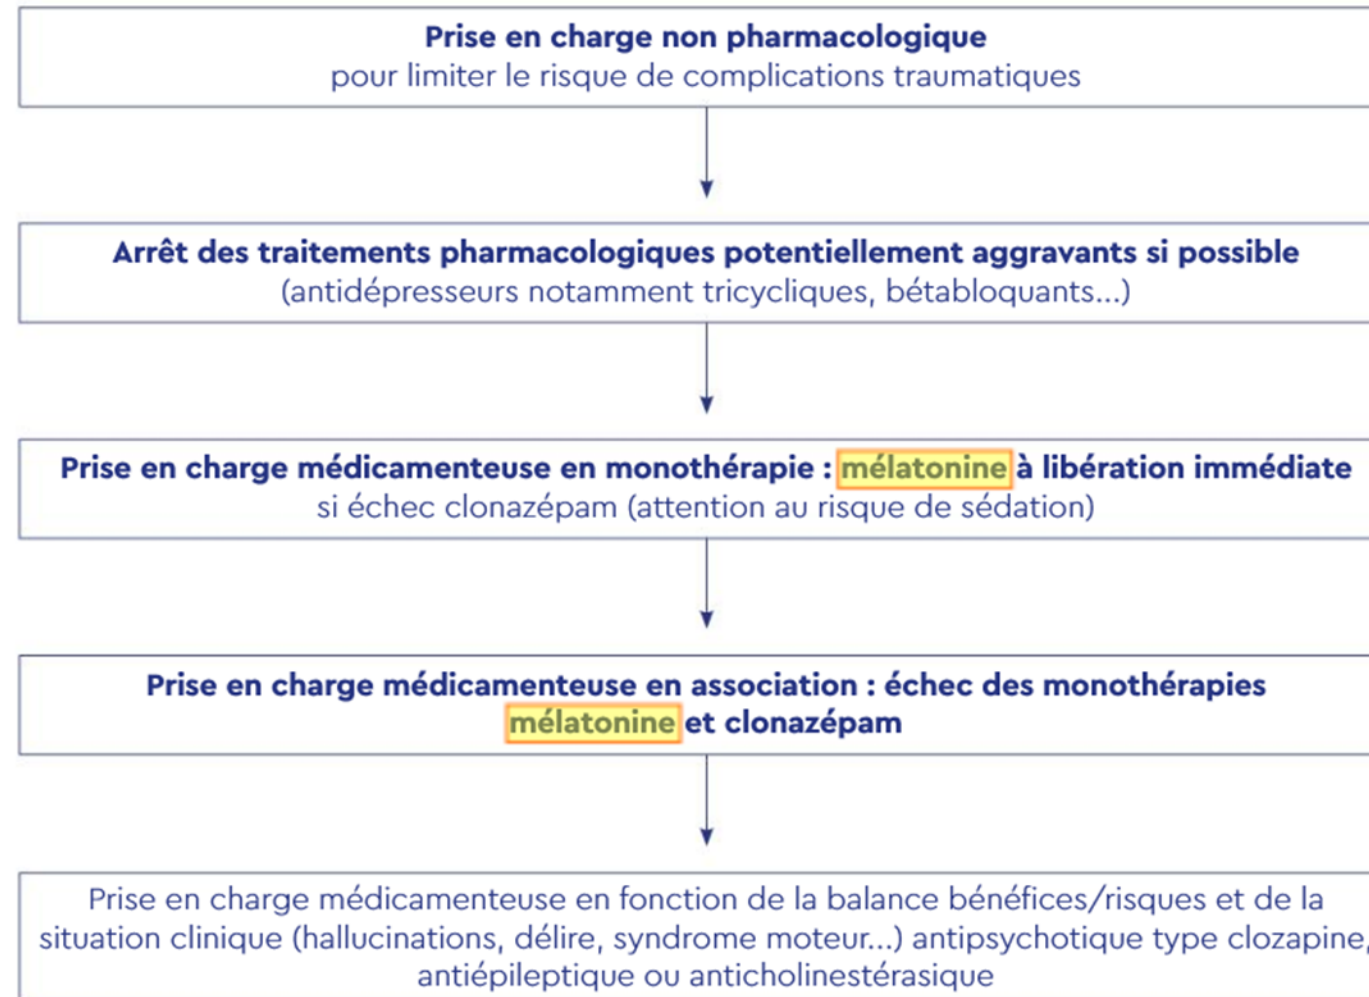 Prise en charge non pharmacologique
pour limiter le risque de complications traumatiques
Arrêt des traitements pharmacologiques potentiellement aggravants si possible
(antidépresseurs notamment tricycliques, bétabloquants...)
Prise en charge médicamenteuse en monothérapie : mélatonine à libération immédiate
si échec clonazépam (attention au risque de sédation)
Prise en charge médicamenteuse en association : échec des monothérapies
mélatonine et clonazépam
Prise en charge médicamenteuse en fonction de la balance bénéfices/risques et de la
situation clinique (hallucinations, délire, syndrome moteur...) antipsychotique type clozapine,
antiépileptique ou anticholinestérasique